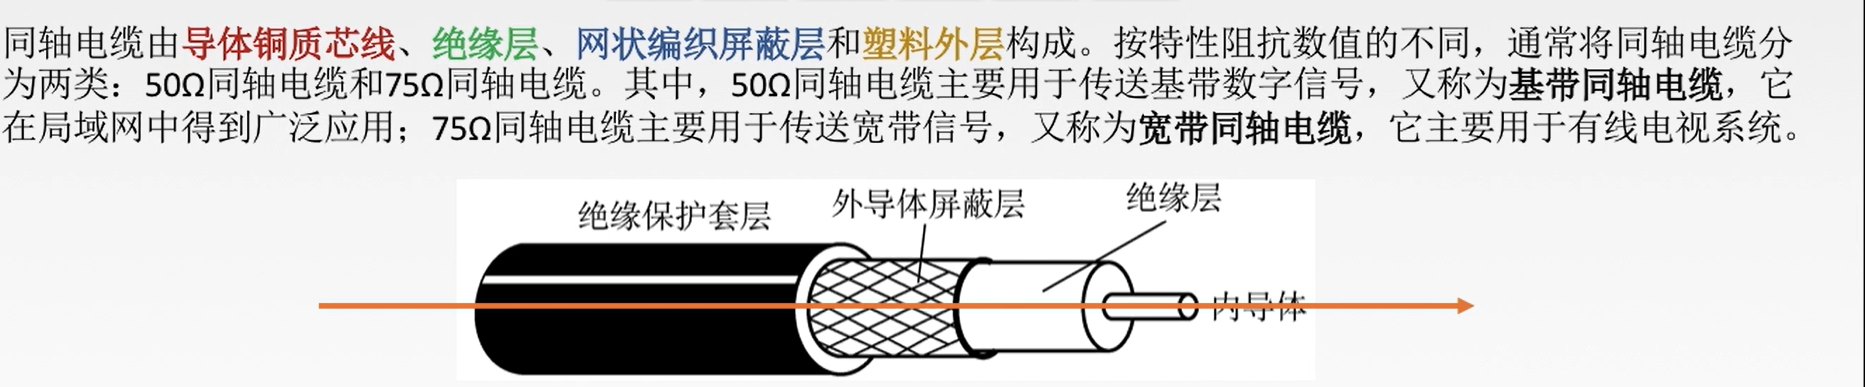 同轴电缆由导体铜质芯线、绝缘层、网状编织屏蔽层和塑料外层构成。按特性阻抗数值的不同，通常将同轴电缆分
为两类：50Ω同轴电缆和75Ω同轴电缆。其中，50Ω同轴电缆主要用于传送基带数字信号，又称为基带同轴电缆，它
在局域网中得到广泛应用；75Ω同轴电缆主要用于传送宽带信号，又称为宽带同轴电缆，它主要用于有线电视系统。
绝缘保护套层
外导体屏蔽层
绝缘层
内导体